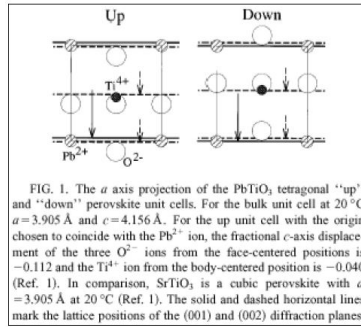 Up Down
Ti4+
Pb2+ O2-
FIG. 1. The a axis projection of the PbTiO3 tetragonal “up”
and “down” perovskite unit cells. For the bulk unit cell at 20 °C
a=3.905 Å and c=4.156 Å. For the up unit cell with the origin
chosen to coincide with the Pb2+ ion, the fractional c-axis displace-
ment of the three O2- ions from the face-centered positions is
−0.112 and the Ti4+ ion from the body-centered position is −0.040
(Ref. 1). In comparison, SrTiO3 is a cubic perovskite with a
=3.905 Å at 20 °C (Ref. 1). The solid and dashed horizontal lines
mark the lattice positions of the (001) and (002) diffraction planes.